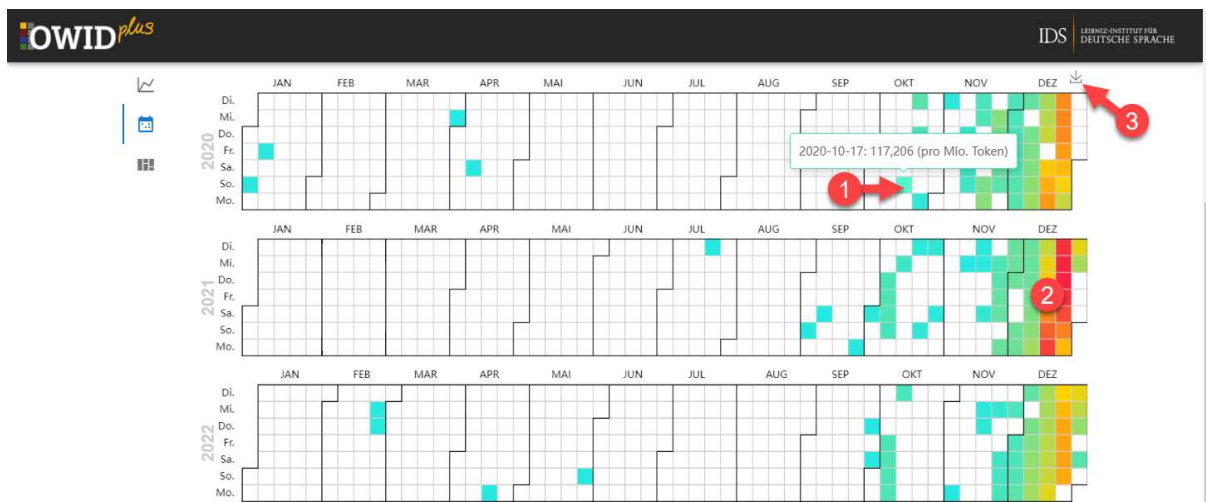 OWIDplus
IDS LEIBNIZ-INSTITUT FÜR
DEUTSCHE SPRACHE
JAN FEB MAR APR MAI JUN JUL AUG SEP OKT NOV DEZ
3
2020
Di.
Mi.
Do.
Fr.
Sa.
So.
Mo.
2020-10-17: 117,206 (pro Mio. Token)
1
JAN FEB MAR APR MAI JUN JUL AUG SEP OKT NOV DEZ
2021
Di.
Mi.
Do.
Fr.
Sa.
So.
Mo.
2
JAN FEB MAR APR MAI JUN JUL AUG SEP OKT NOV DEZ
2022
Di.
Mi.
Do.
Fr.
Sa.
So.
Mo.